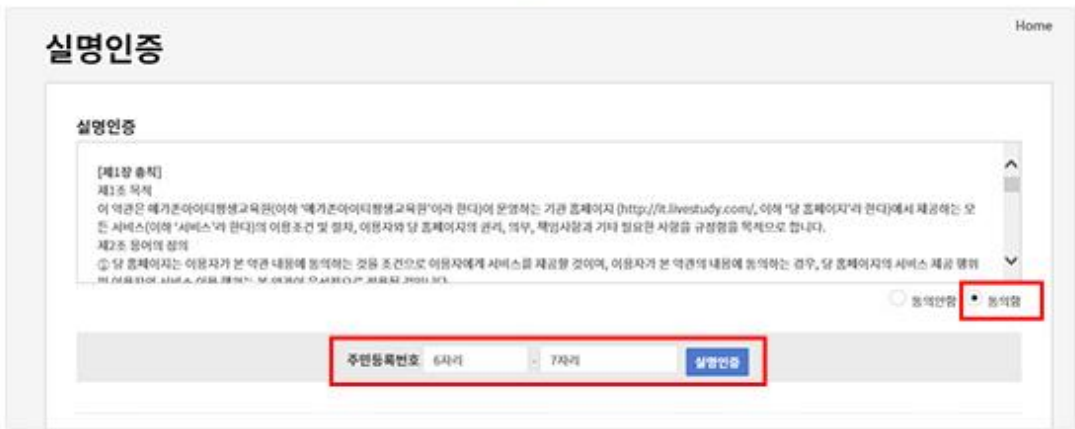 Home
실명인증
실명인증
[제1장 총칙]
제1조 목적
이 약관은 메가존아이티평생교육원(이하 '메가존아이티평생교육원'이라 한다)이 운영하는 기관 홈페이지 (http://it.livestudy.com/, 이하 '당 홈페이지'라 한다)에서 제공하는 모
든 서비스(이하 '서비스'라 한다)의 이용조건 및 절차, 이용자와 당 홈페이지의 권리, 의무, 책임사항과 기타 필요한 사항을 규정함을 목적으로 합니다.
제2조 용어의 정의
① 당 홈페이지는 이용자가 본 약관 내용에 동의하는 것을 조건으로 이용자에게 서비스를 제공할 것이며, 이용자가 본 약관의 내용에 동의하는 경우, 당 홈페이지의 서비스 제공 행위
동의안함 동의함
주민등록번호 6자리 - 7자리 실명인증